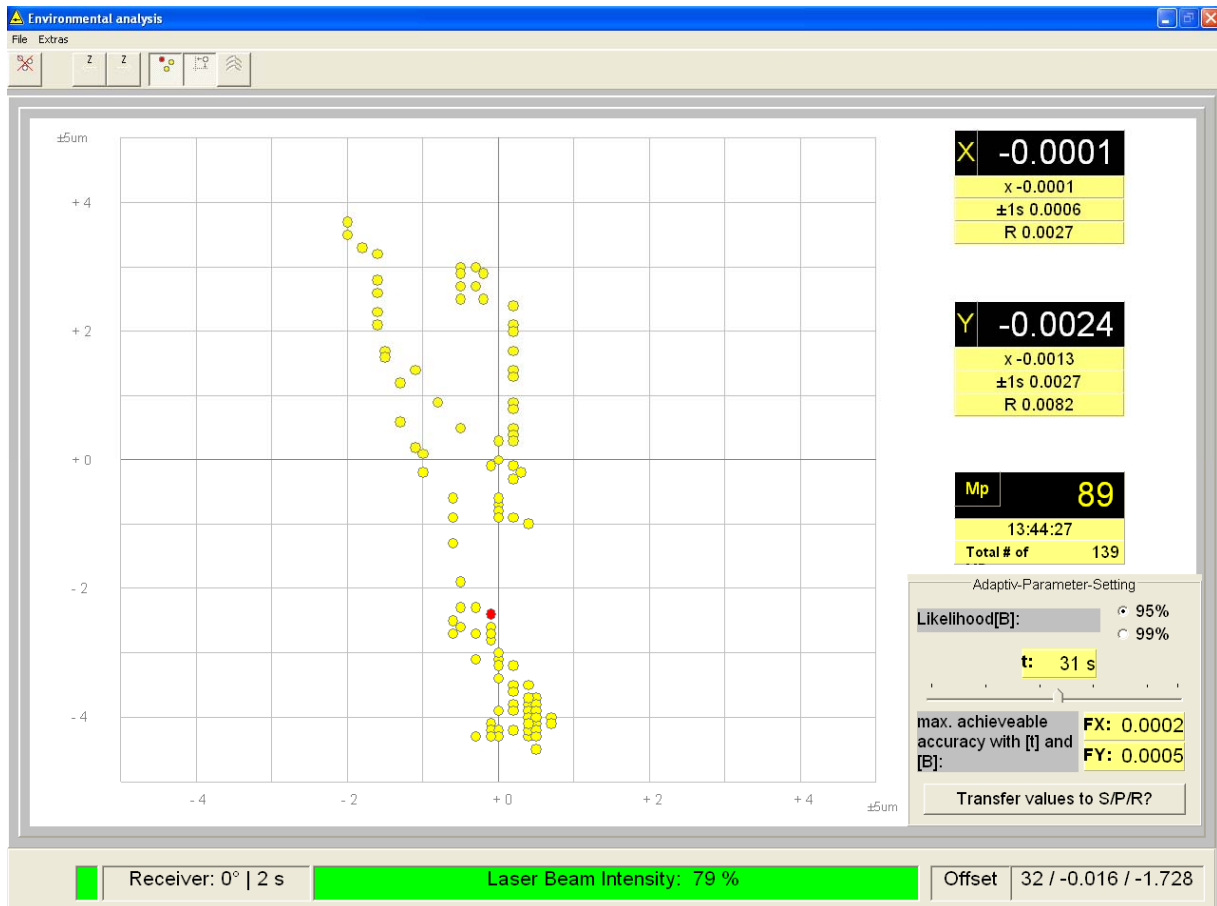 Environmental analysis
File Extras
Z Z
±5um
+ 4
+ 2
+ 0
- 2
- 4
- 4 - 2 + 0 + 2 + 4
±5um
X -0.0001
x -0.0001
±1s 0.0006
R 0.0027
Y -0.0024
x -0.0013
±1s 0.0027
R 0.0082
Mp 89
13:44:27
Total # of 139
Adaptiv-Parameter-Setting
Likelihood[B]:
95%
99%
t: 31 s
max. achieveable
accuracy with [t] and
[B]:
FX: 0.0002
FY: 0.0005
Transfer values to S/P/R?
Receiver: 0° | 2 s
Laser Beam Intensity: 79 %
Offset 32 / -0.016 / -1.728